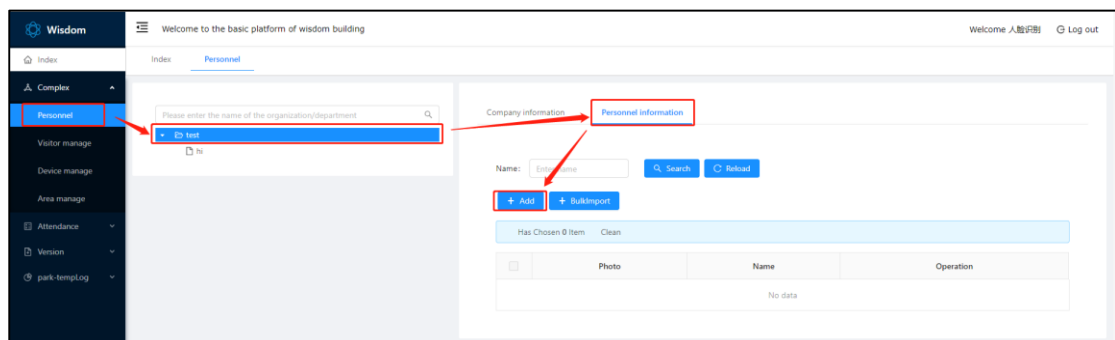 Wisdom
Welcome to the basic platform of wisdom building
Welcome 人脸识别
Log out
Index
Index
Personnel
Complex
Personnel
Visitor manage
Device manage
Area manage
Attendance
Version
park-tempLog
Please enter the name of the organization/department
test
hi
Company information
Personnel information
Name:
Enter name
Search
Reload
+ Add
+ BulkImport
Has Chosen 0 Item
Clean
Photo
Name
Operation
No data